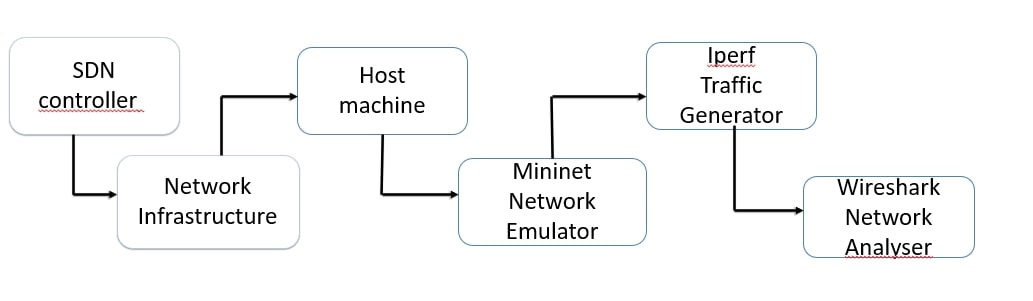 SDN
controller
Network
Infrastructure
Host
machine
Mininet
Network
Emulator
Iperf
Traffic
Generator
Wireshark
Network
Analyser